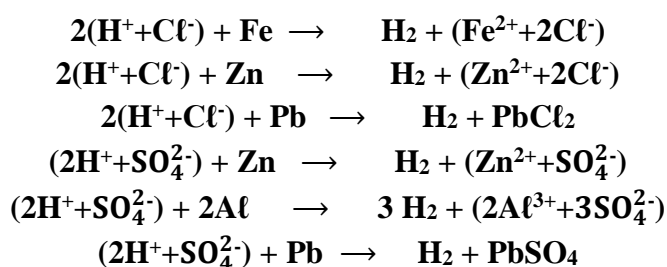 2(H⁺+Cℓ⁻) + Fe ⟶ H₂ + (Fe²⁺+2Cℓ⁻)
2(H⁺+Cℓ⁻) + Zn ⟶ H₂ + (Zn²⁺+2Cℓ⁻)
2(H⁺+Cℓ⁻) + Pb ⟶ H₂ + PbCℓ₂
(2H⁺+SO₄²⁻) + Zn ⟶ H₂ + (Zn²⁺+SO₄²⁻)
(2H⁺+SO₄²⁻) + 2Aℓ ⟶ 3 H₂ + (2Aℓ³⁺+3SO₄²⁻)
(2H⁺+SO₄²⁻) + Pb ⟶ H₂ + PbSO₄